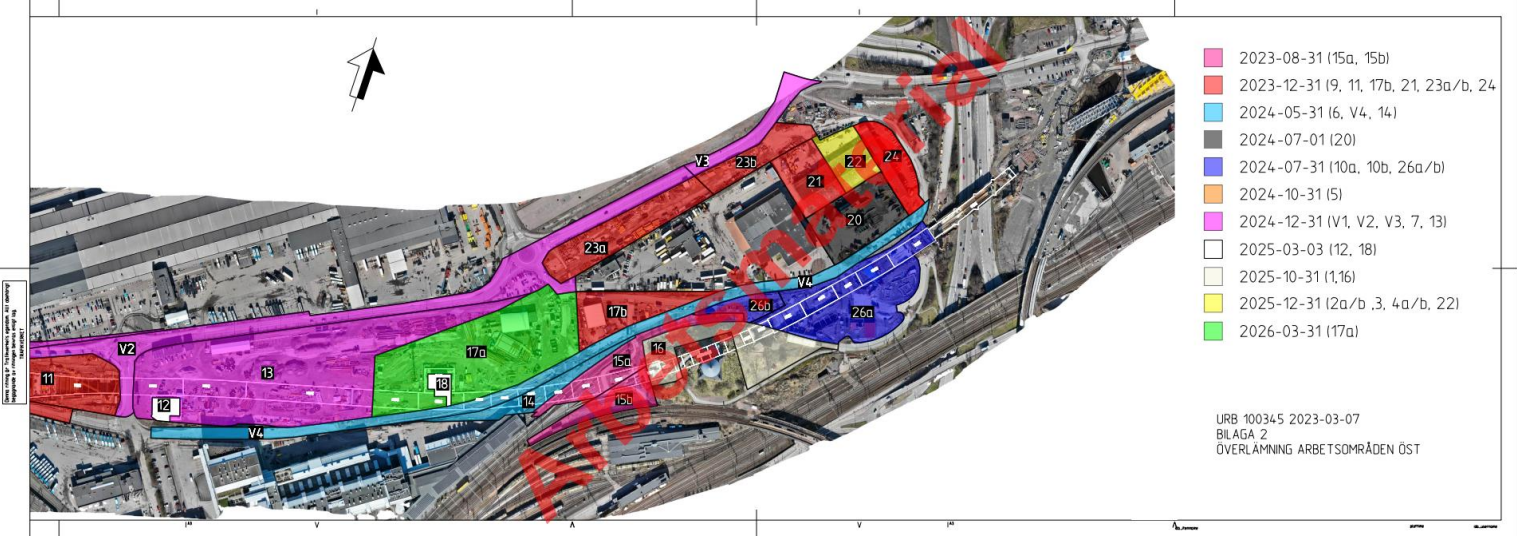 2023-08-31 (15a, 15b)
2023-12-31 (9, 11, 17b, 21, 23a/b, 24
2024-05-31 (6, V4, 14)
2024-07-01 (20)
2024-07-31 (10a, 10b, 26a/b)
2024-10-31 (5)
2024-12-31 (V1, V2, V3, 7, 13)
2025-03-03 (12, 18)
2025-10-31 (1,16)
2025-12-31 (2a/b ,3, 4a/b, 22)
2026-03-31 (17a)
URB 100345 2023-03-07
BILAGA 2
ÖVERLÄMNING ARBETSOMRÅDEN ÖST
Arbetsmaterial
V3
23b
22
24
21
20
23a
V4
26b
26a
17b
V2
17a
16
15a
13
11
18
15b
14
12
V4